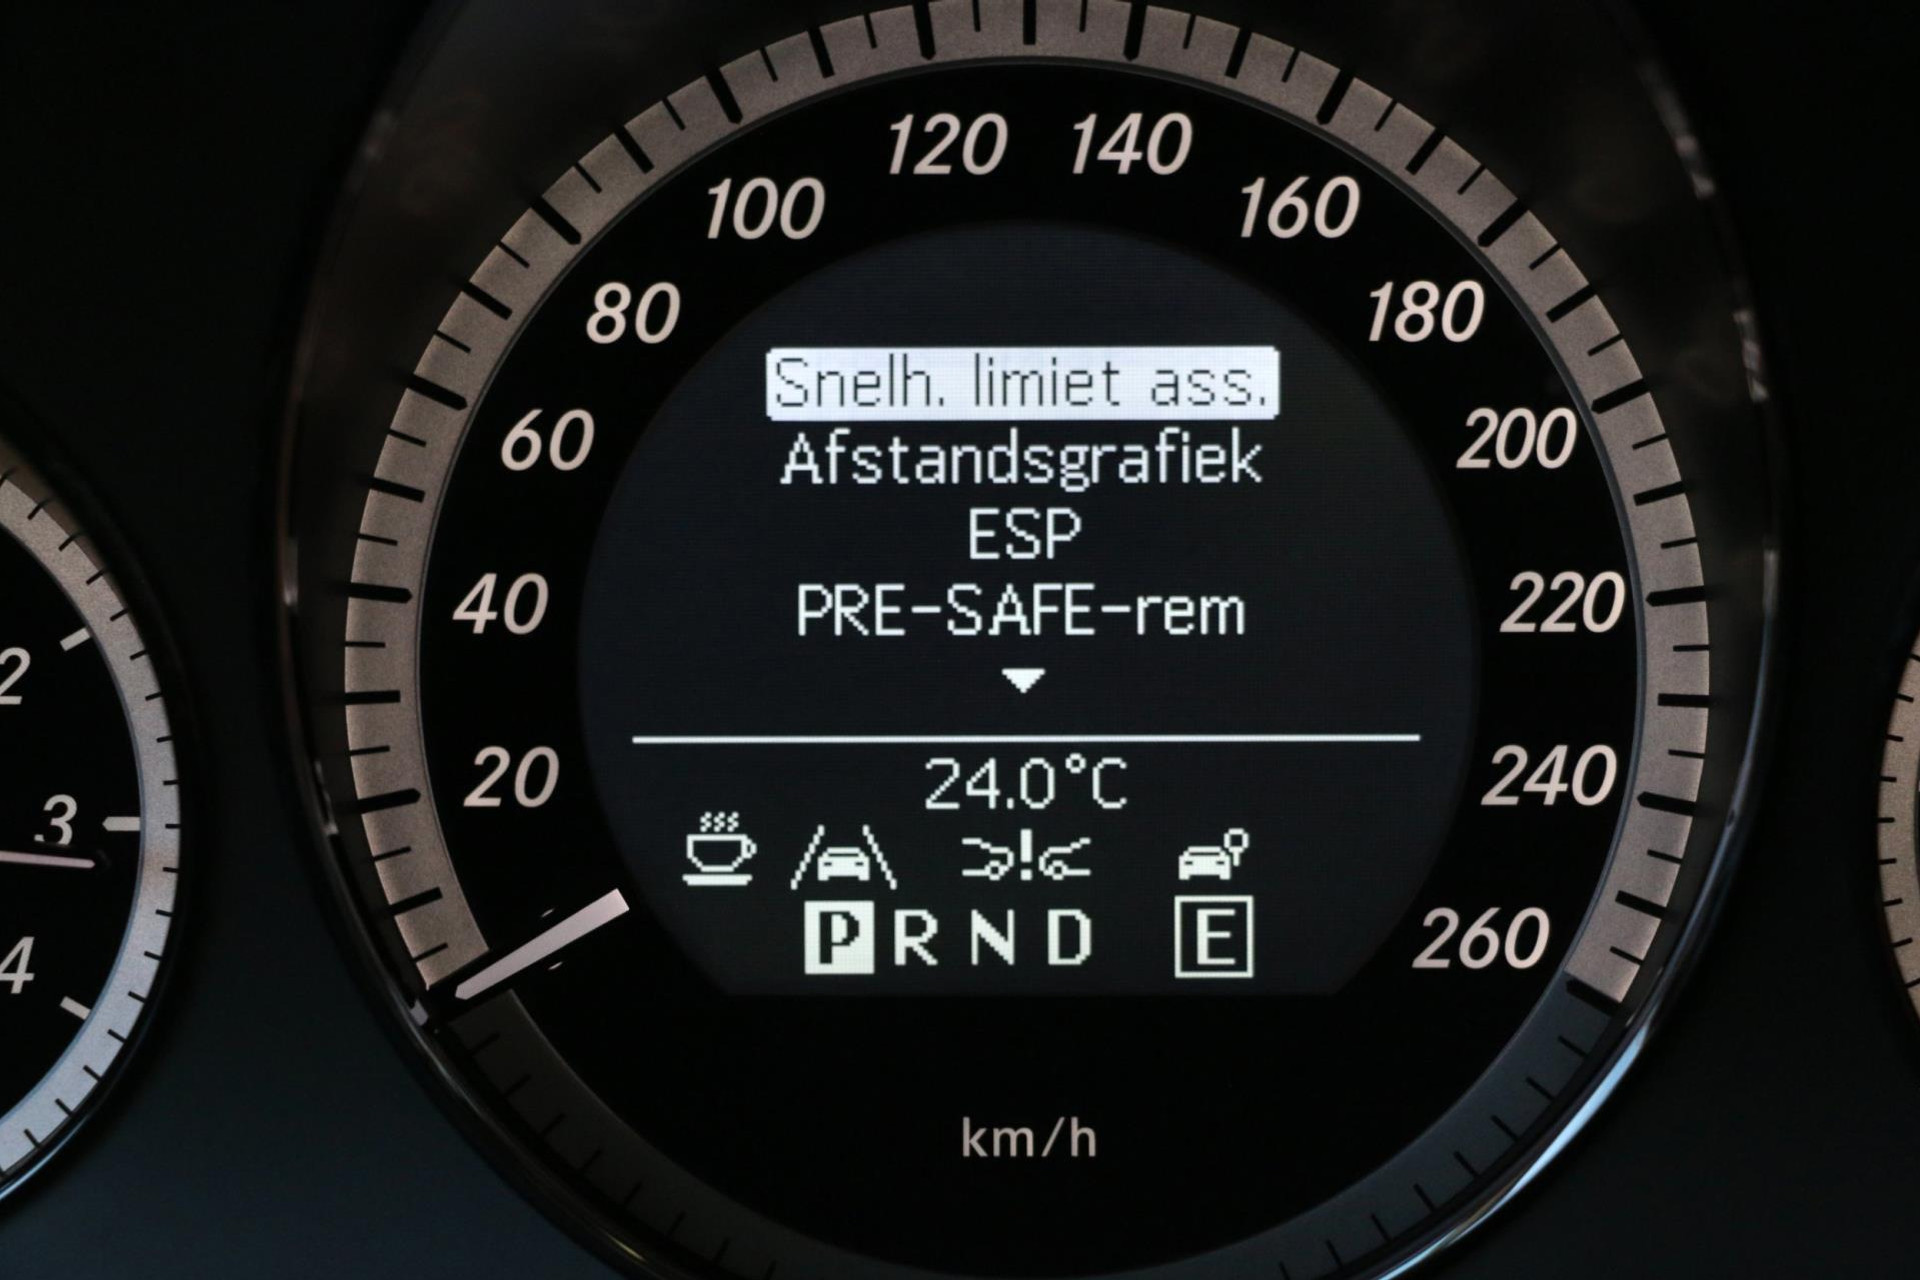 120 140
100 160
80 180
Snelh. limiet ass.
60 200
Afstandsgrafiek
ESP
40 220
PRE-SAFE-rem
2
20 240
24.0°C
3
P R N D E
4 260
km/h